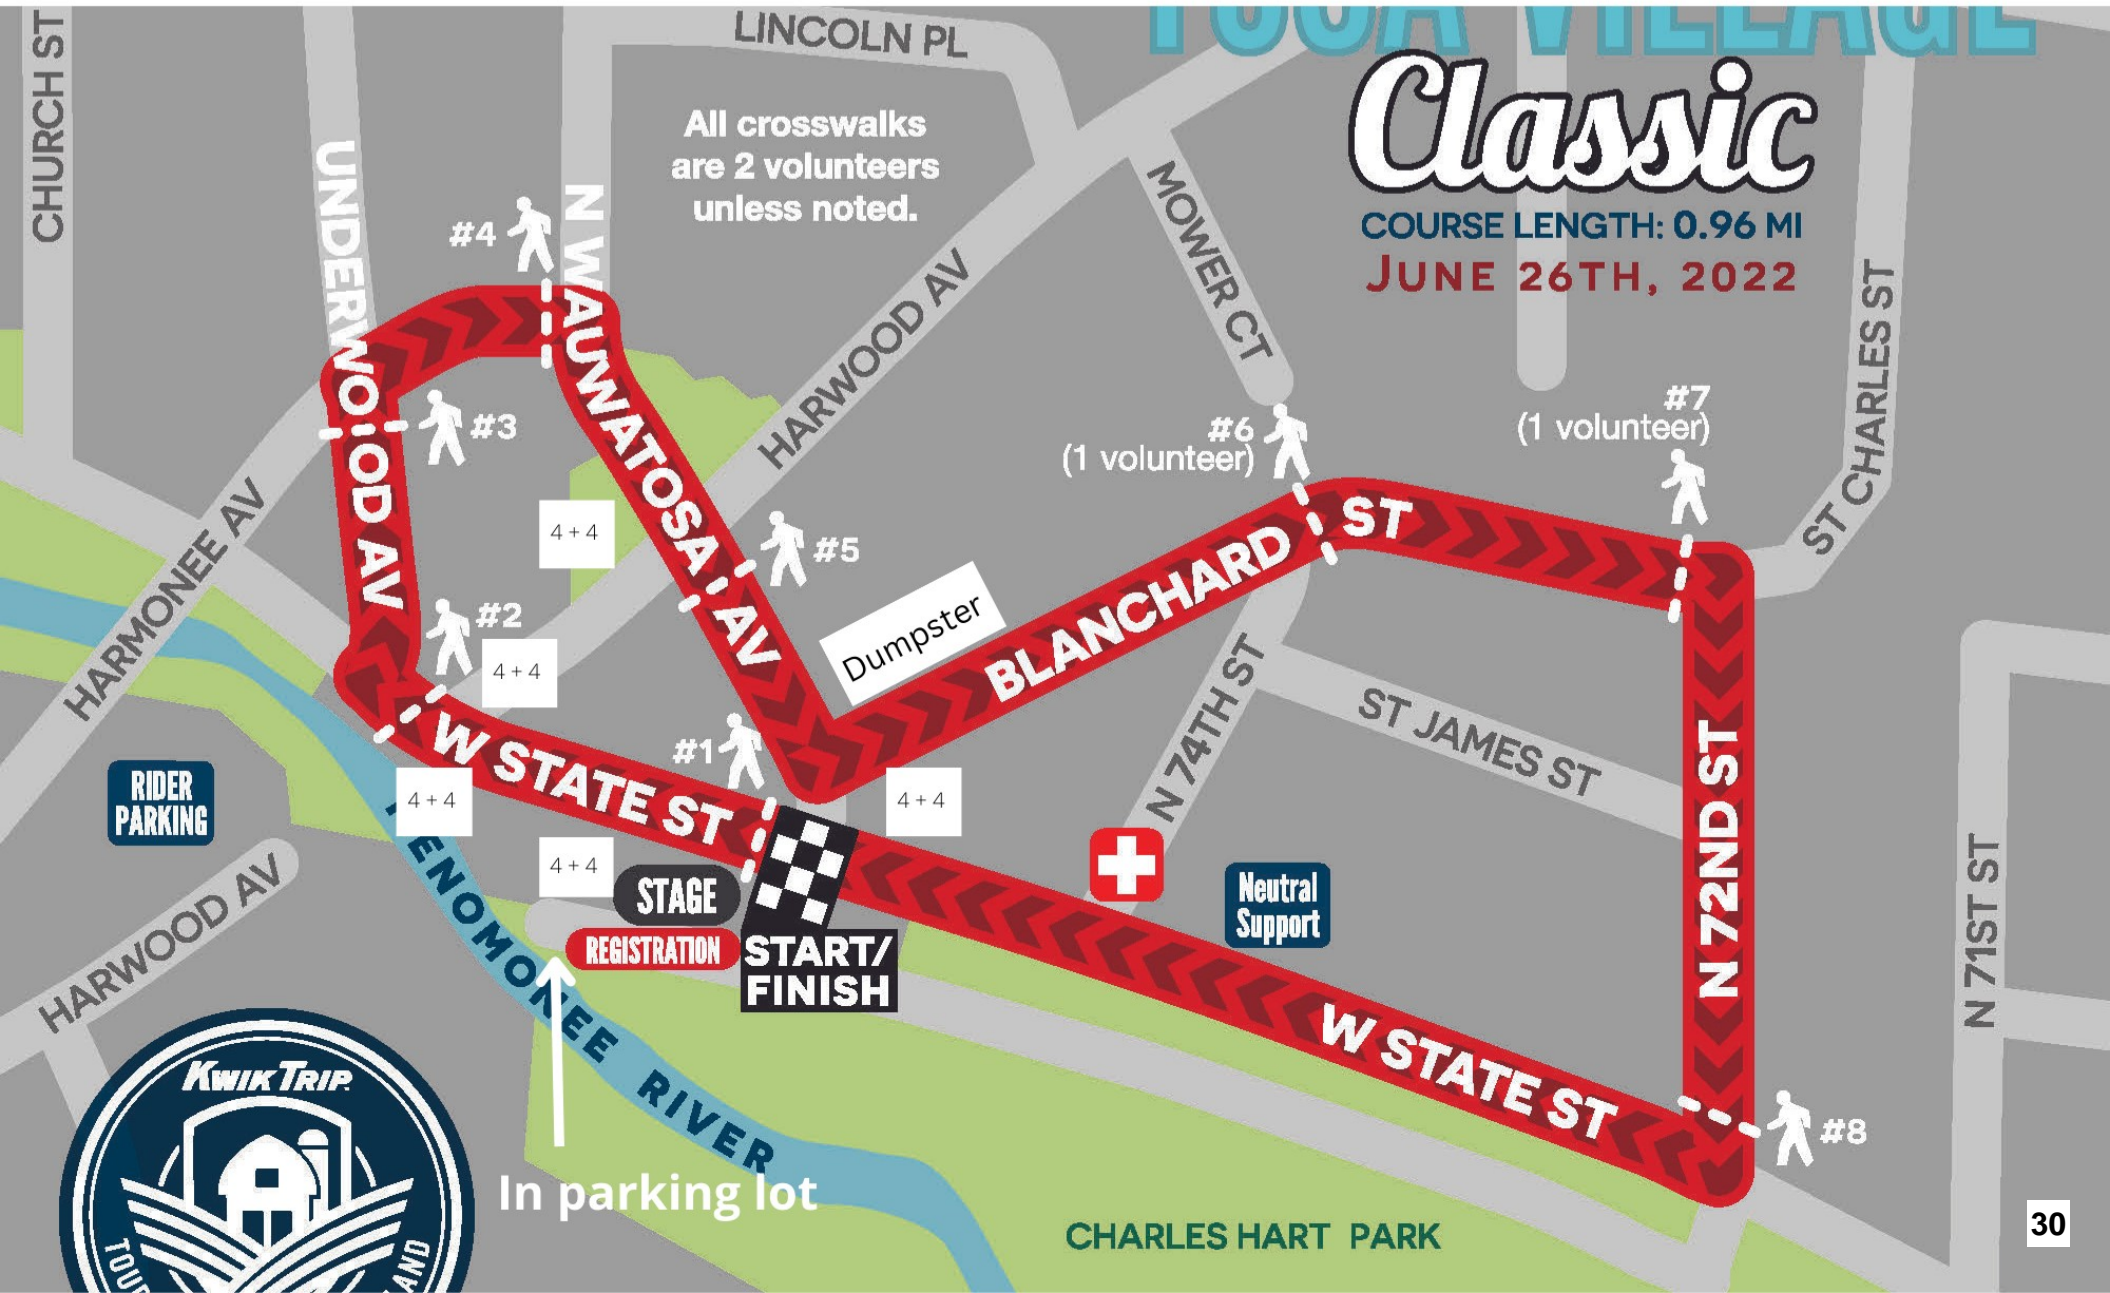 TOSA VILLAGE
Classic
COURSE LENGTH: 0.96 MI
JUNE 26TH, 2022
LINCOLN PL
CHURCH ST
All crosswalks
are 2 volunteers
unless noted.
UNDERWOOD AV
N WAUWATOSA AV
#4
MOWER CT
HARWOOD AV
ST CHARLES ST
#3
#6
(1 volunteer)
#7
(1 volunteer)
HARMONEE AV
4 + 4
#5
BLANCHARD ST
Dumpster
#2
4 + 4
N 74TH ST
ST JAMES ST
W STATE ST
#1
RIDER
PARKING
4 + 4
4 + 4
4 + 4
STAGE
REGISTRATION
START/
FINISH
Neutral
Support
N 72ND ST
N 71ST ST
HARWOOD AV
MENOMONEE RIVER
W STATE ST
#8
In parking lot
CHARLES HART PARK
KWIK TRIP
TOU
AND
30